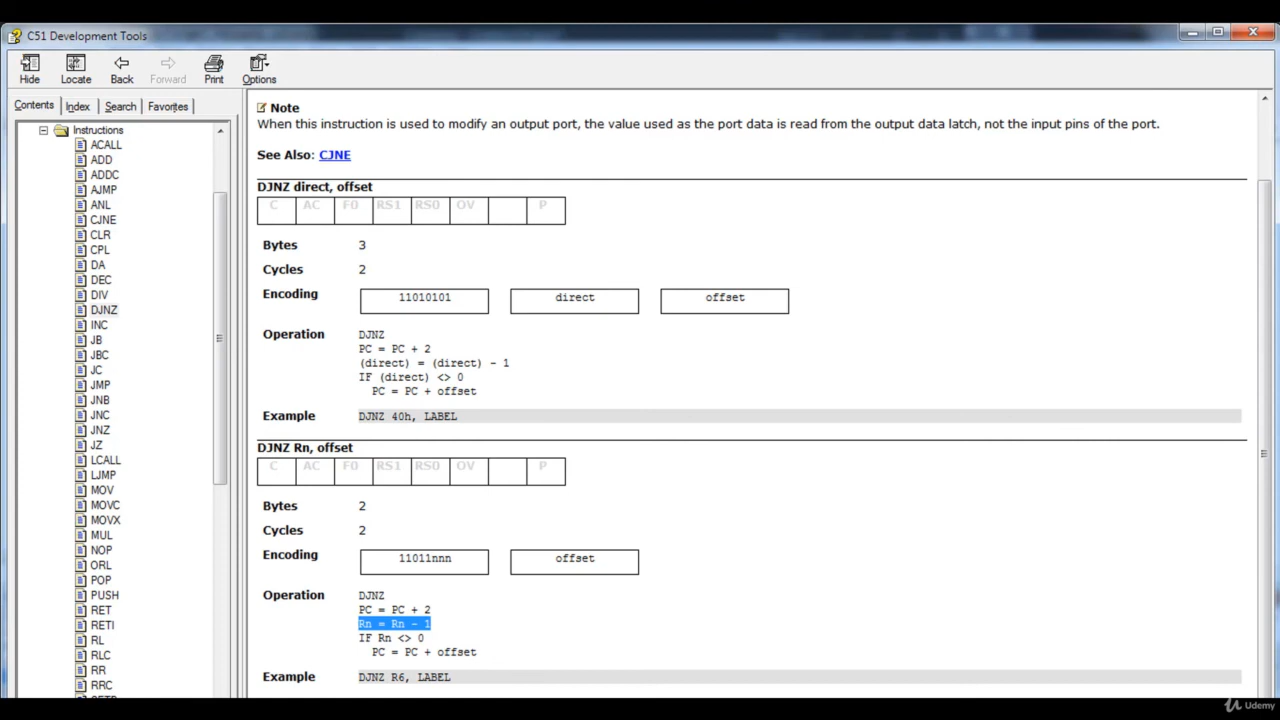 C51 Development Tools
Hide Locate Back Forward Print Options
Contents Index Search Favorites
Instructions
ACALL
ADD
ADDC
AJMP
ANL
CJNE
CLR
CPL
DA
DEC
DIV
DJNZ
INC
JB
JBC
JC
JMP
JNB
JNC
JNZ
JZ
LCALL
LJMP
MOV
MOVC
MOVX
MUL
NOP
ORL
POP
PUSH
RET
RETI
RL
RLC
RR
RRC
Note
When this instruction is used to modify an output port, the value used as the port data is read from the output data latch, not the input pins of the port.
See Also: CJNE
DJNZ direct, offset
C AC F0 RS1 RS0 OV P
Bytes 3
Cycles 2
Encoding 11010101 direct offset
Operation DJNZ
PC = PC + 2
(direct) = (direct) - 1
IF (direct) <> 0
PC = PC + offset
Example DJNZ 40h, LABEL
DJNZ Rn, offset
C AC F0 RS1 RS0 OV P
Bytes 2
Cycles 2
Encoding 11011nnn offset
Operation DJNZ
PC = PC + 2
Rn = Rn - 1
IF Rn <> 0
PC = PC + offset
Example DJNZ R6, LABEL
Udemy